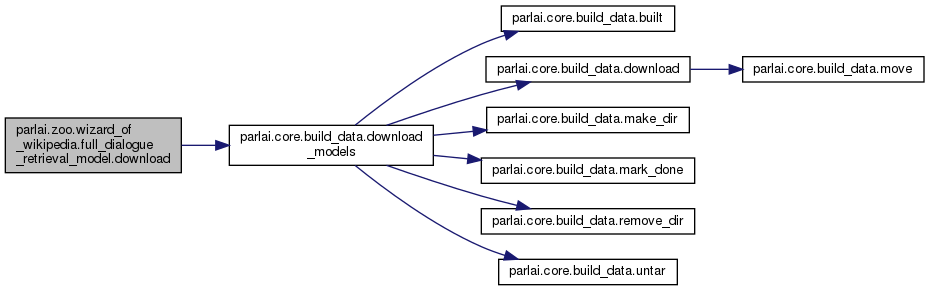 parlai.core.build_data.built
parlai.core.build_data.download
parlai.core.build_data.move
parlai.zoo.wizard_of
_wikipedia.full_dialogue
_retrieval_model.download
parlai.core.build_data.download
_models
parlai.core.build_data.make_dir
parlai.core.build_data.mark_done
parlai.core.build_data.remove_dir
parlai.core.build_data.untar